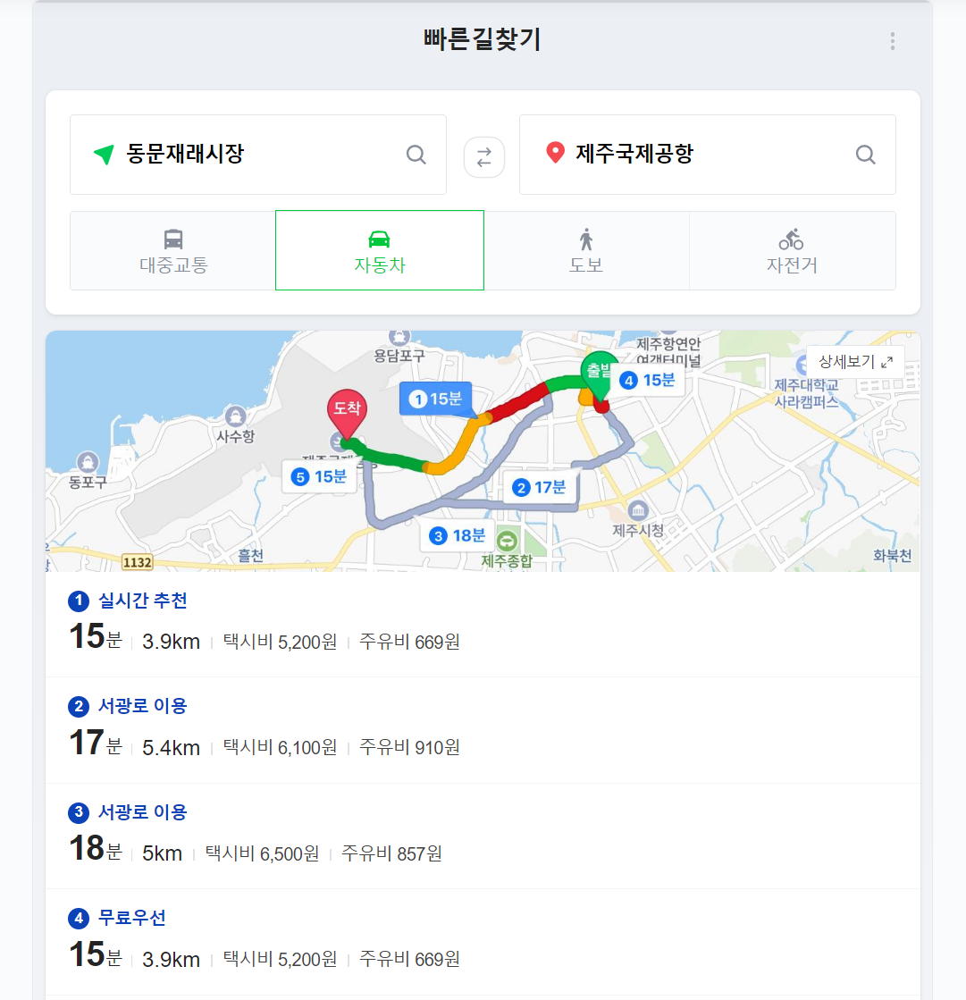 빠른길찾기
동문재래시장
제주국제공항
대중교통
자동차
도보
자전거
제주항연안
여객터미널
용담포구
상세보기
출발
4 15분
제주대학교
사라캠퍼스
1 15분
도착
사수항
5 15분
동포구
2 17분
3 18분
제주시청
제주종합
흘천
화북천
1132
1 실시간 추천
15분 3.9km 택시비 5,200원 주유비 669원
2 서광로 이용
17분 5.4km 택시비 6,100원 주유비 910원
3 서광로 이용
18분 5km 택시비 6,500원 주유비 857원
4 무료우선
15분 3.9km 택시비 5,200원 주유비 669원